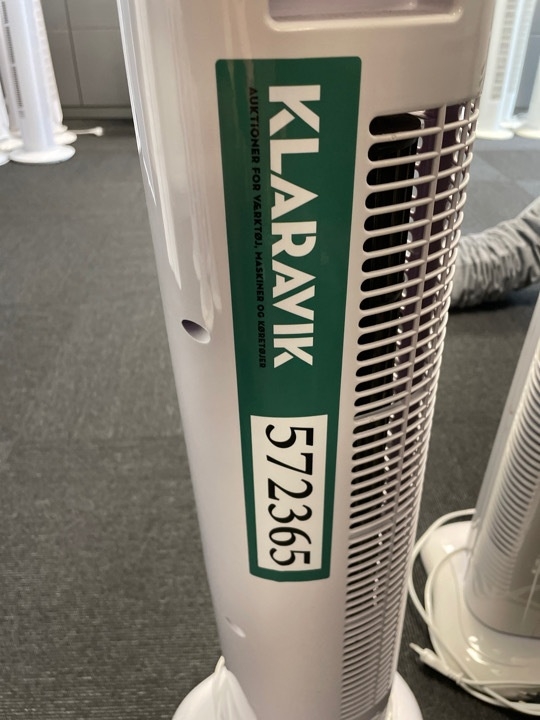 KLARAVIK
AUKTIONER FOR VÆRKTØJ, MASKINER OG KØRETØJER
572365